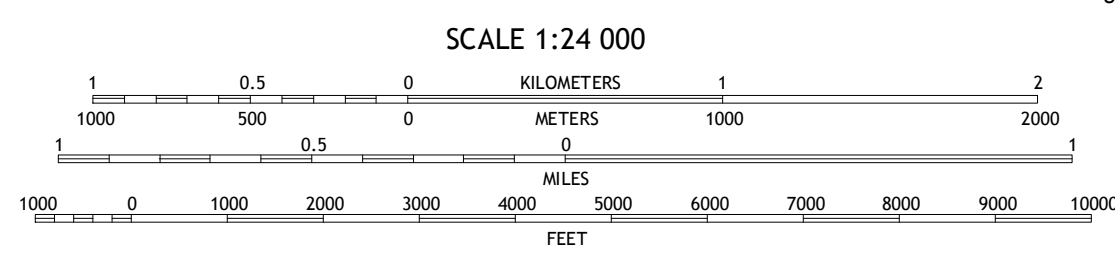 SCALE 1:24 000
1 0.5 0 KILOMETERS 1 2
1000 500 0 METERS 1000 2000
1 0.5 0 1
MILES
1000 0 1000 2000 3000 4000 5000 6000 7000 8000 9000 10000
FEET